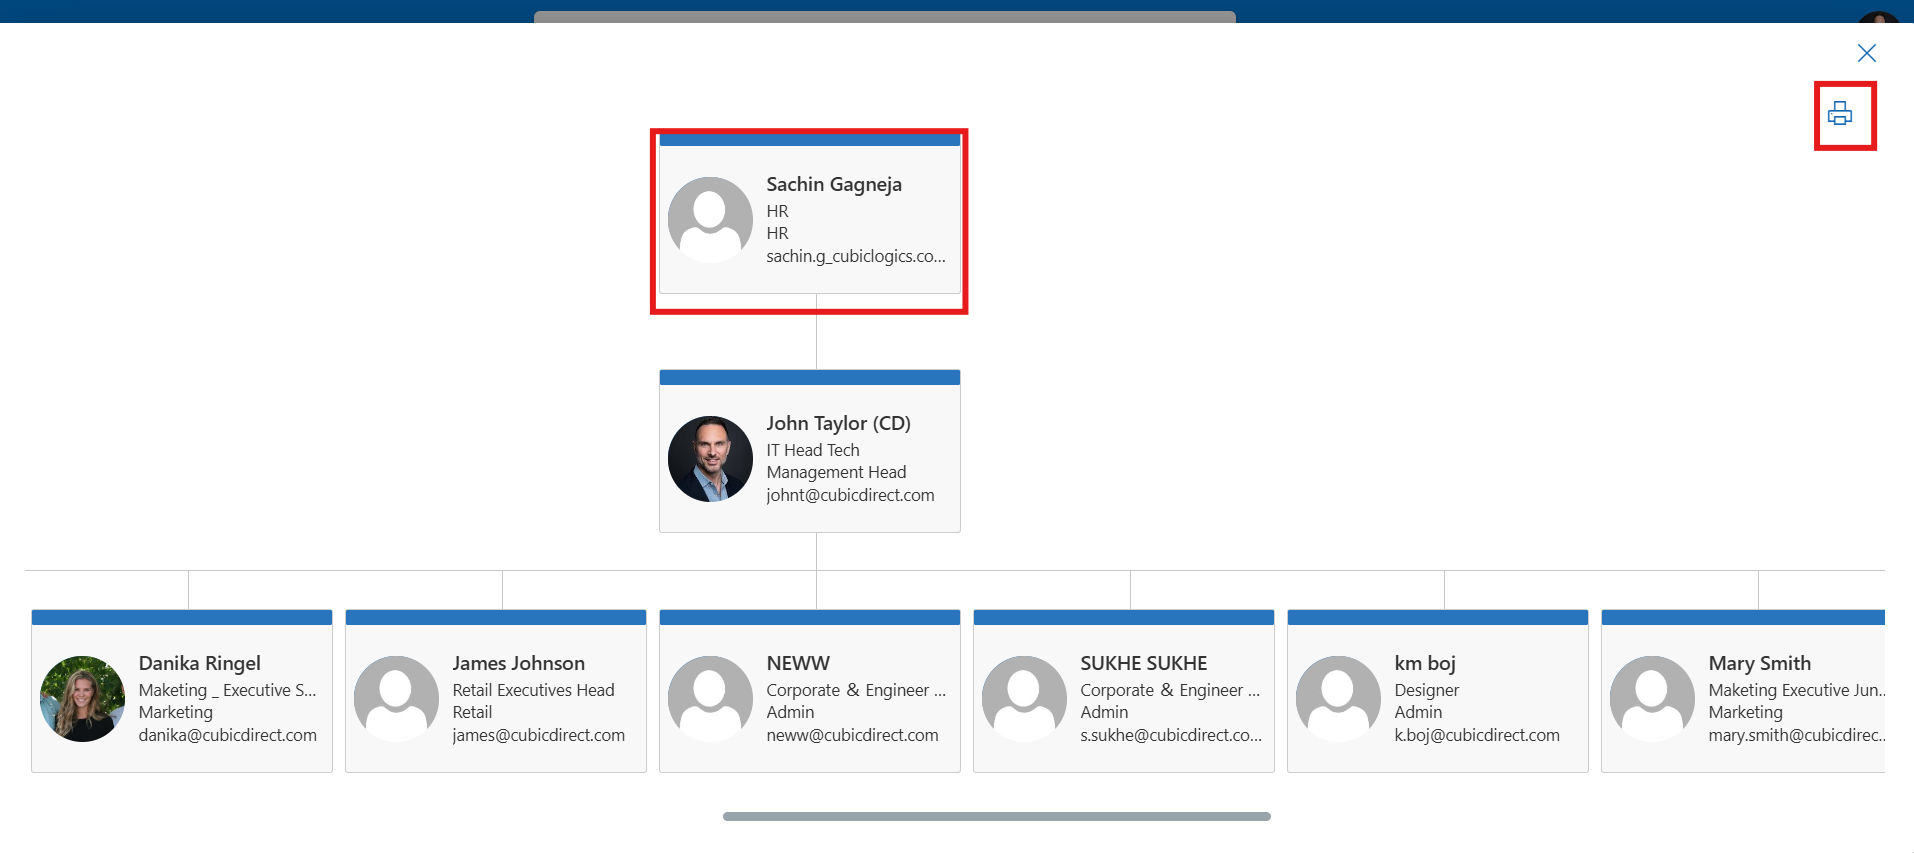 Sachin Gagneja
HR
HR
sachin.g_cubiclogics.co...
John Taylor (CD)
IT Head Tech
Management Head
johnt@cubicdirect.com
Danika Ringel
Maketing _ Executive S...
Marketing
danika@cubicdirect.com
James Johnson
Retail Executives Head
Retail
james@cubicdirect.com
NEWW
Corporate & Engineer ...
Admin
neww@cubicdirect.com
SUKHE SUKHE
Corporate & Engineer ...
Admin
s.sukhe@cubicdirect.co...
km boj
Designer
Admin
k.boj@cubicdirect.com
Mary Smith
Maketing Executive Jun...
Marketing
mary.smith@cubicdirec...